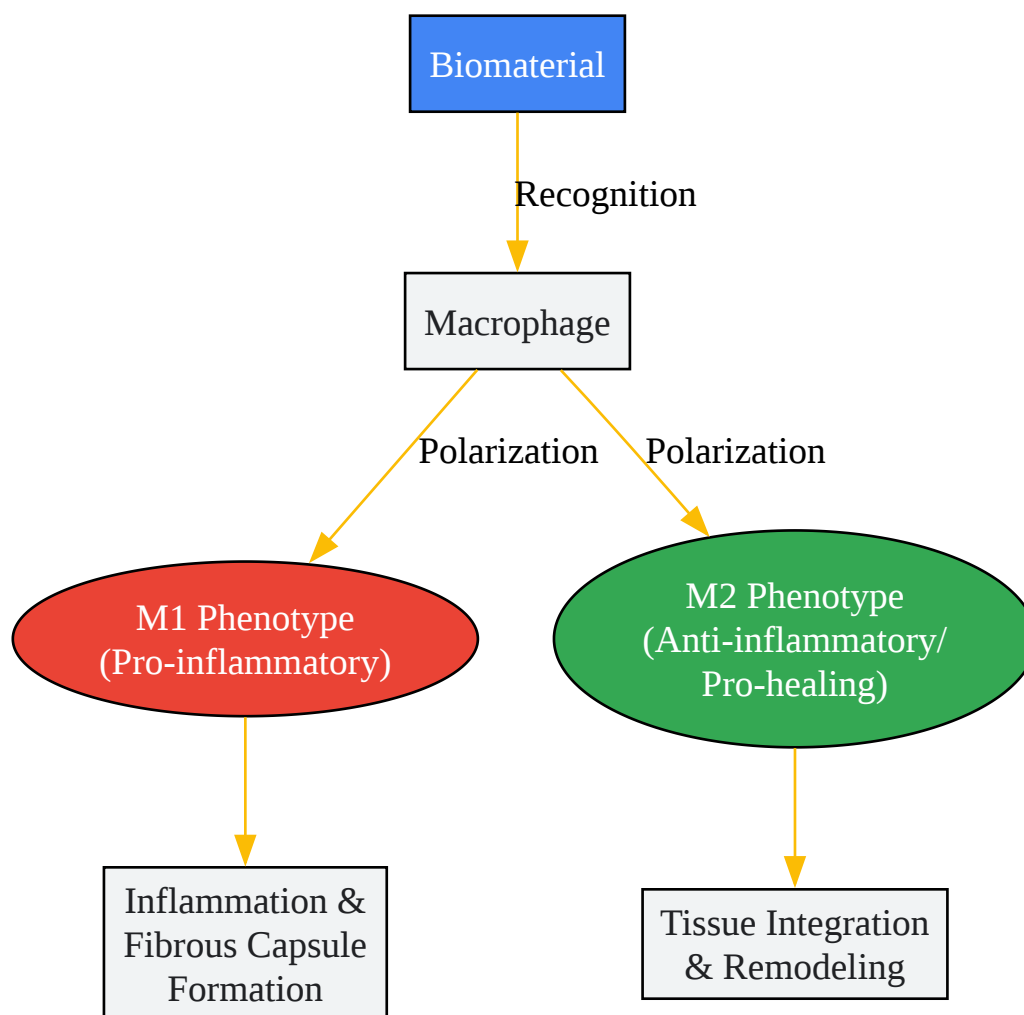 Biomaterial
Recognition
Macrophage
Polarization
Polarization
M1 Phenotype
(Pro-inflammatory)
M2 Phenotype
(Anti-inflammatory/
Pro-healing)
Inflammation &
Fibrous Capsule
Formation
Tissue Integration
& Remodeling